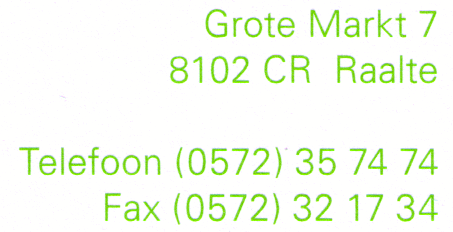 Grote Markt 7
8102 CR Raalte
Telefoon (0572) 35 74 74
Fax (0572) 32 17 34